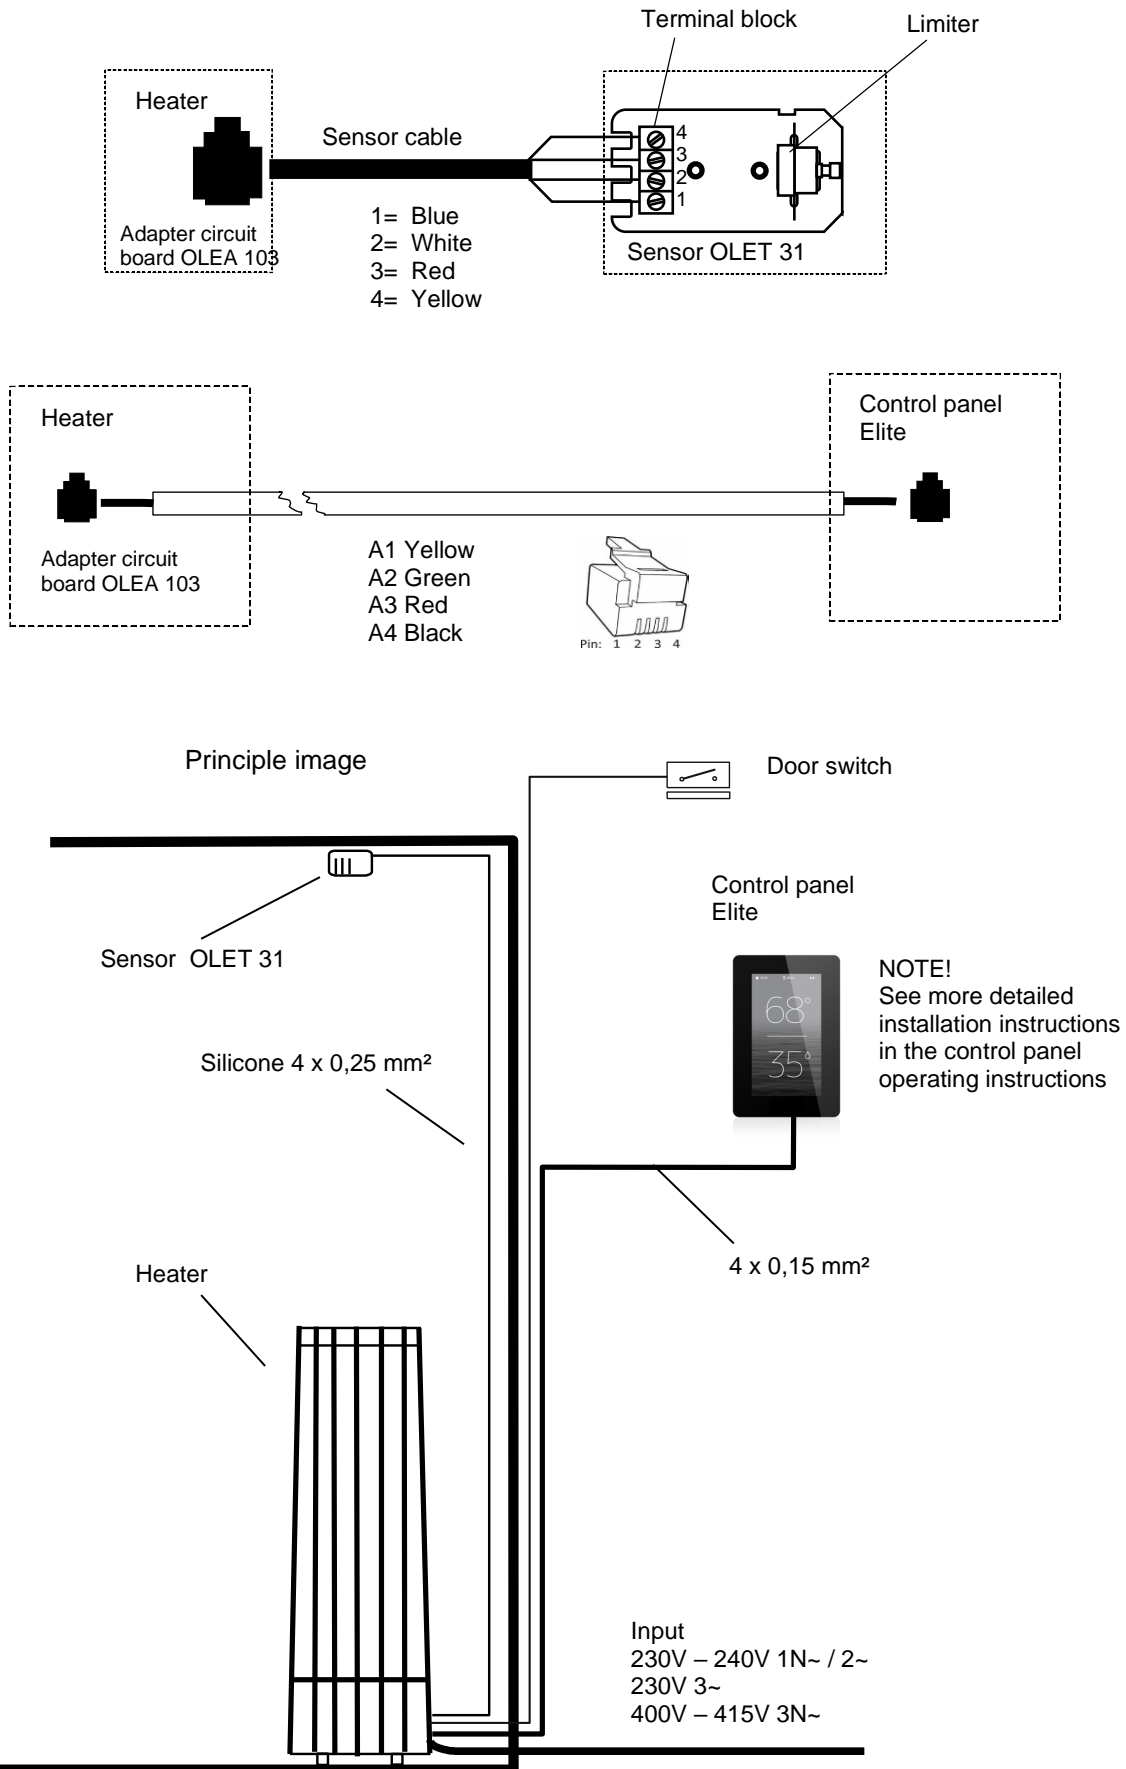 Terminal block
Limiter
Heater
Sensor cable
4
3
2
1
1= Blue
2= White
3= Red
4= Yellow
Adapter circuit
board OLEA 103
Sensor OLET 31
Heater
Control panel
Elite
Adapter circuit
board OLEA 103
A1 Yellow
A2 Green
A3 Red
A4 Black
Pin: 1 2 3 4
Principle image
Door switch
Control panel
Elite
Sensor OLET 31
68°
35°
NOTE!
See more detailed
installation instructions
in the control panel
operating instructions
Silicone 4 x 0,25 mm²
4 x 0,15 mm²
Heater
Input
230V – 240V 1N~ / 2~
230V 3~
400V – 415V 3N~